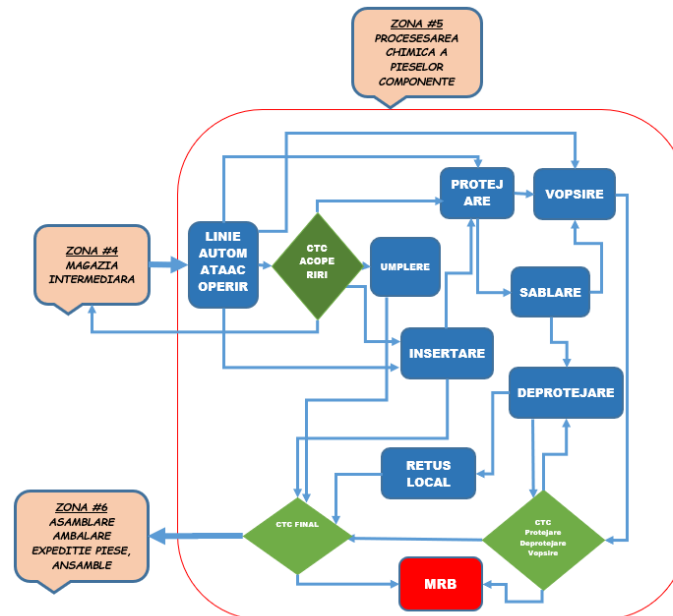 ZONA #5
PROCESESAREA
CHIMICA A
PIESELOR
COMPONENTE
PROTEJ
ARE
VOPSIRE
LINIE
AUTOM
ATAAC
OPERIR
CTC
ACOPE
RIRI
UMPLERE
ZONA #4
MAGAZIA
INTERMEDIARA
SABLARE
INSERTARE
DEPROTEJARE
RETUS
LOCAL
ZONA #6
ASAMBLARE
AMBALARE
EXPEDITIE PIESE,
ANSAMBLE
CTC FINAL
CTC
Protejare
Deprotejare
Vopsire
MRB